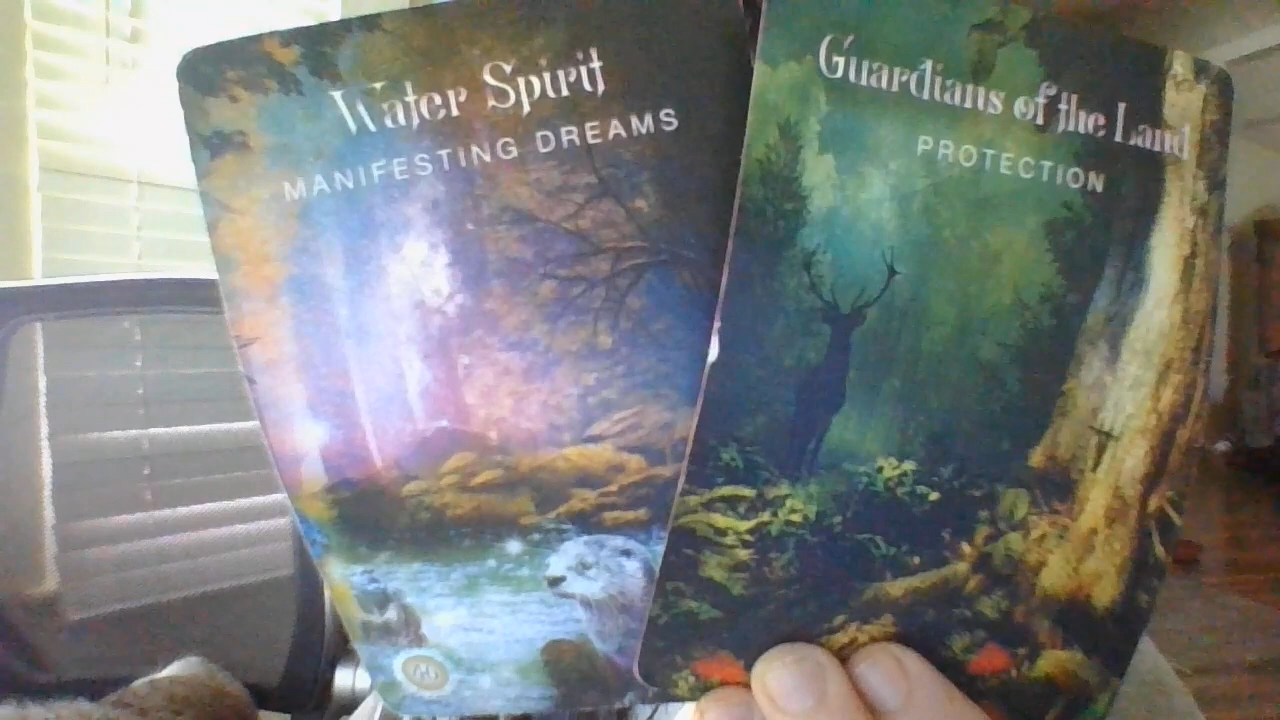 Water Spirit
MANIFESTING DREAMS
Guardians of the Land
PROTECTION